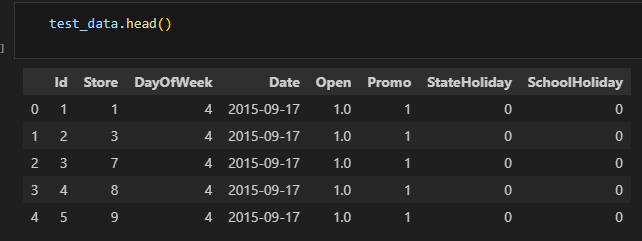 test_data.head()
]
Id Store DayOfWeek Date Open Promo StateHoliday SchoolHoliday
0 1 1 4 2015-09-17 1.0 1 0 0
1 2 3 4 2015-09-17 1.0 1 0 0
2 3 7 4 2015-09-17 1.0 1 0 0
3 4 8 4 2015-09-17 1.0 1 0 0
4 5 9 4 2015-09-17 1.0 1 0 0